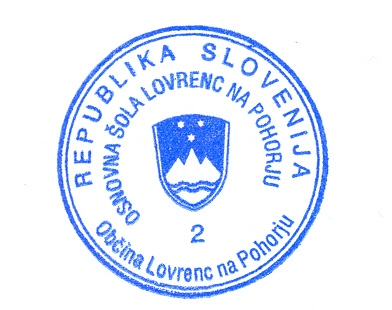 REPUBLIKA SLOVENIJA
OSNOVNA ŠOLA LOVRENC NA POHORJU
2
Občina Lovrenc na Pohorju